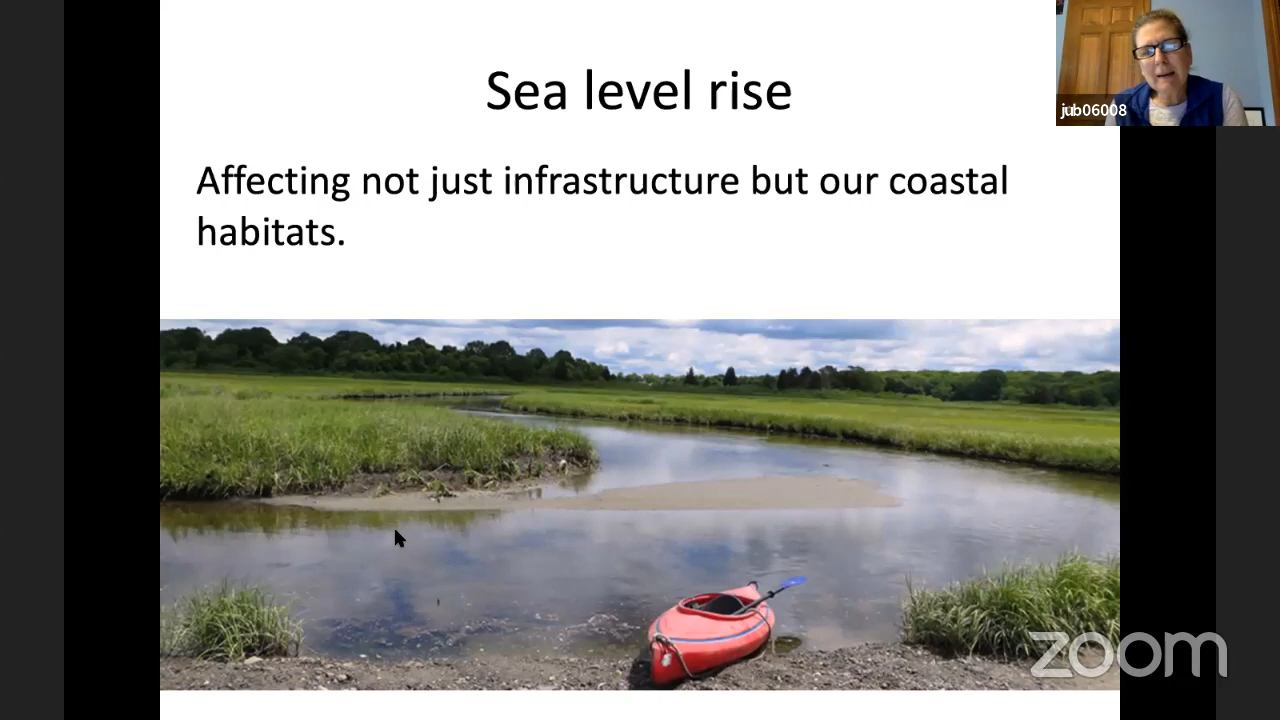 Sea level rise
jub06008
Affecting not just infrastructure but our coastal
habitats.
zoom